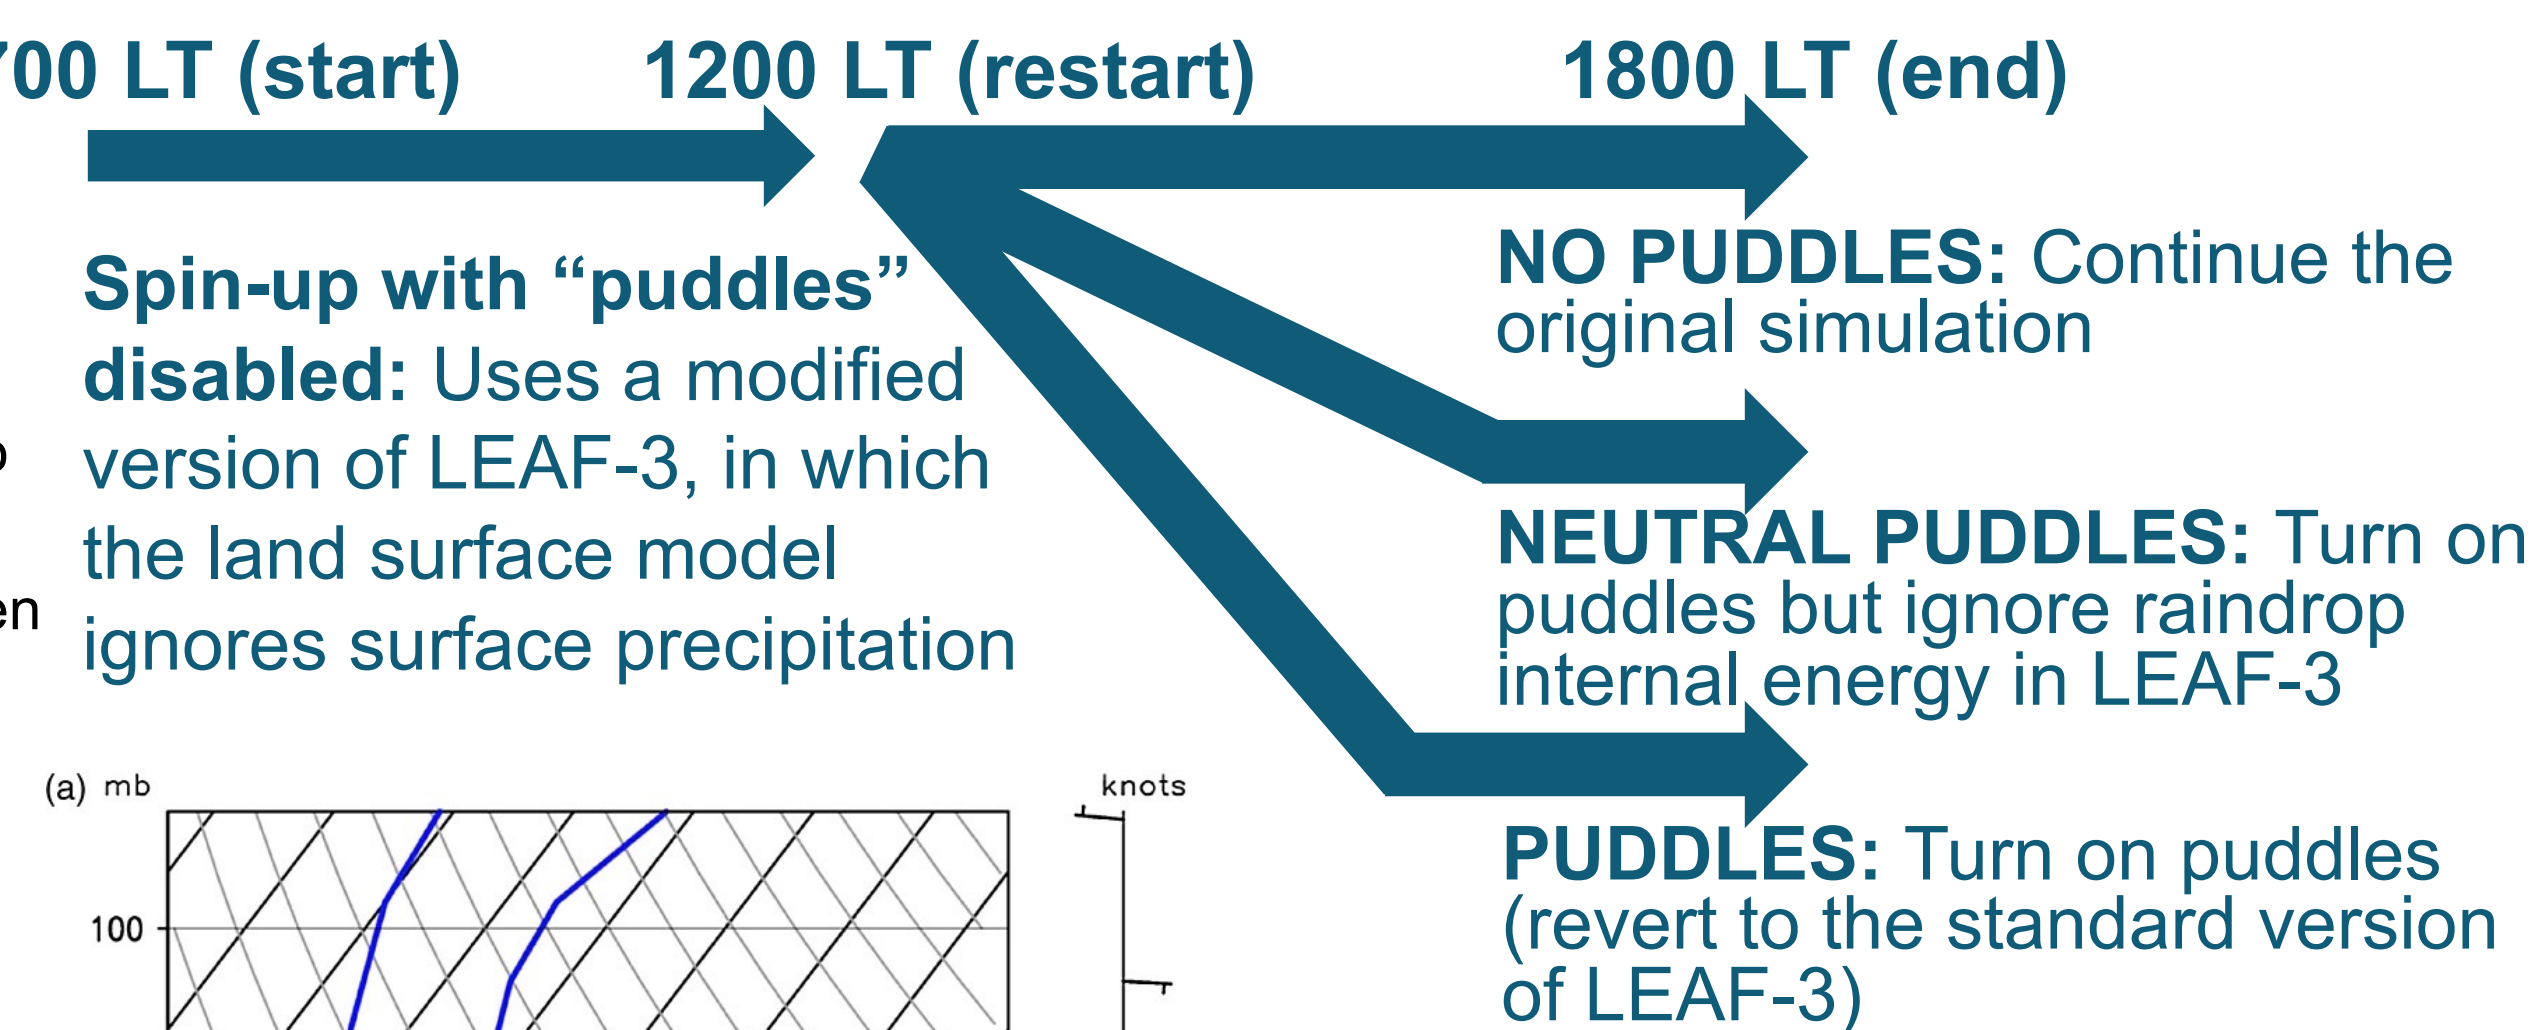 00 LT (start)
1200 LT (restart)
1800 LT (end)
Spin-up with “puddles”
disabled: Uses a modified
version of LEAF-3, in which
the land surface model
ignores surface precipitation
NO PUDDLES: Continue the
original simulation
NEUTRAL PUDDLES: Turn on
puddles but ignore raindrop
internal energy in LEAF-3
PUDDLES: Turn on puddles
(revert to the standard version
of LEAF-3)
en
(a) mb
knots
100